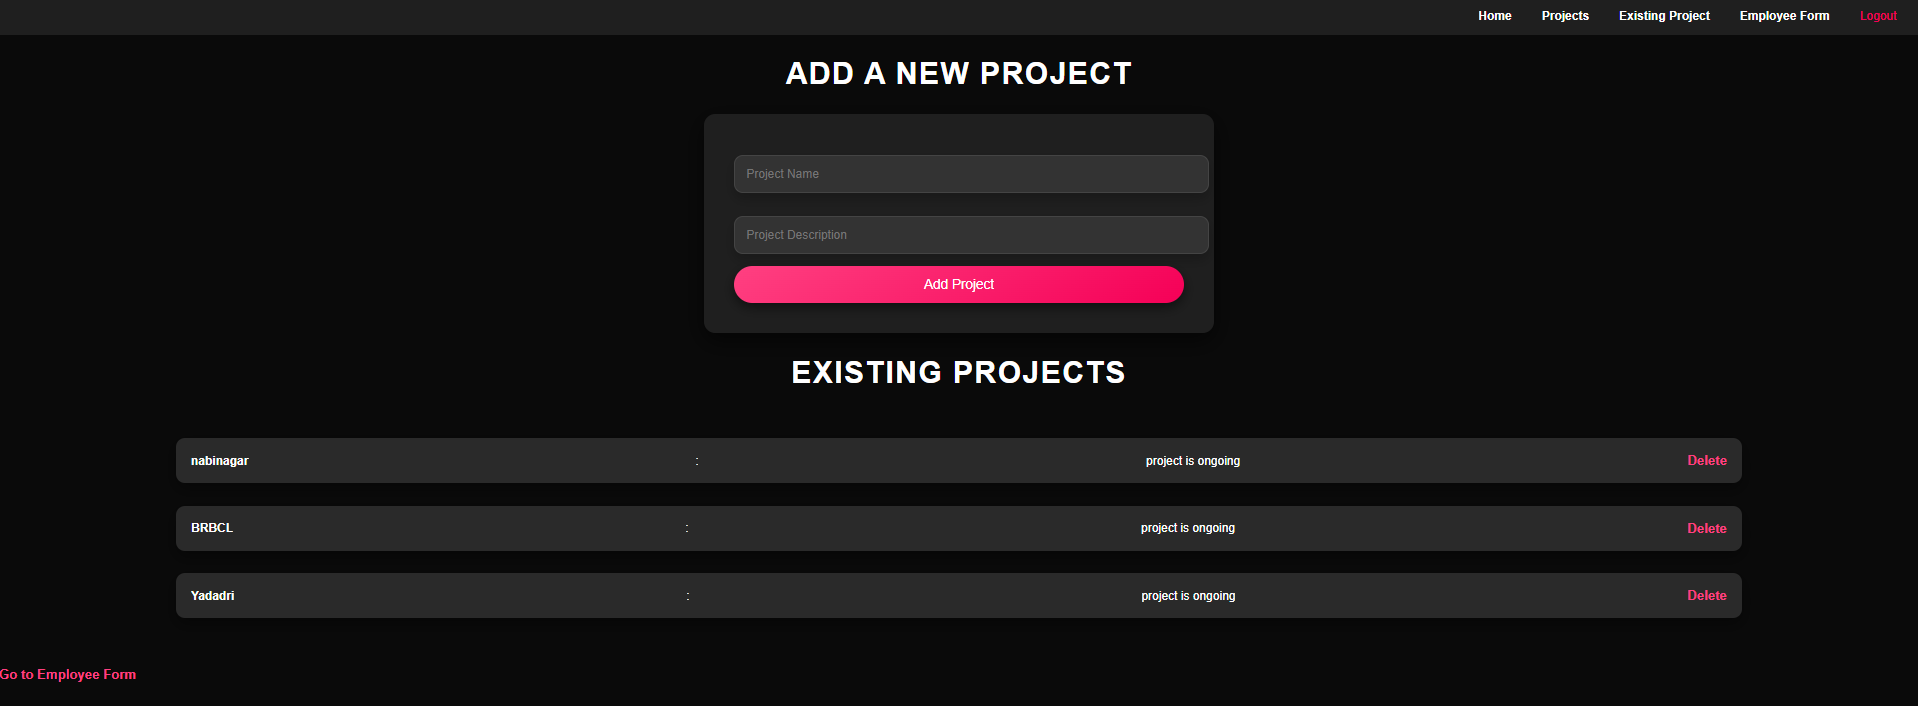 Home Projects Existing Project Employee Form Logout
ADD A NEW PROJECT
Project Name
Project Description
Add Project
EXISTING PROJECTS
nabinagar : project is ongoing Delete
BRBCL : project is ongoing Delete
Yadadri : project is ongoing Delete
Go to Employee Form